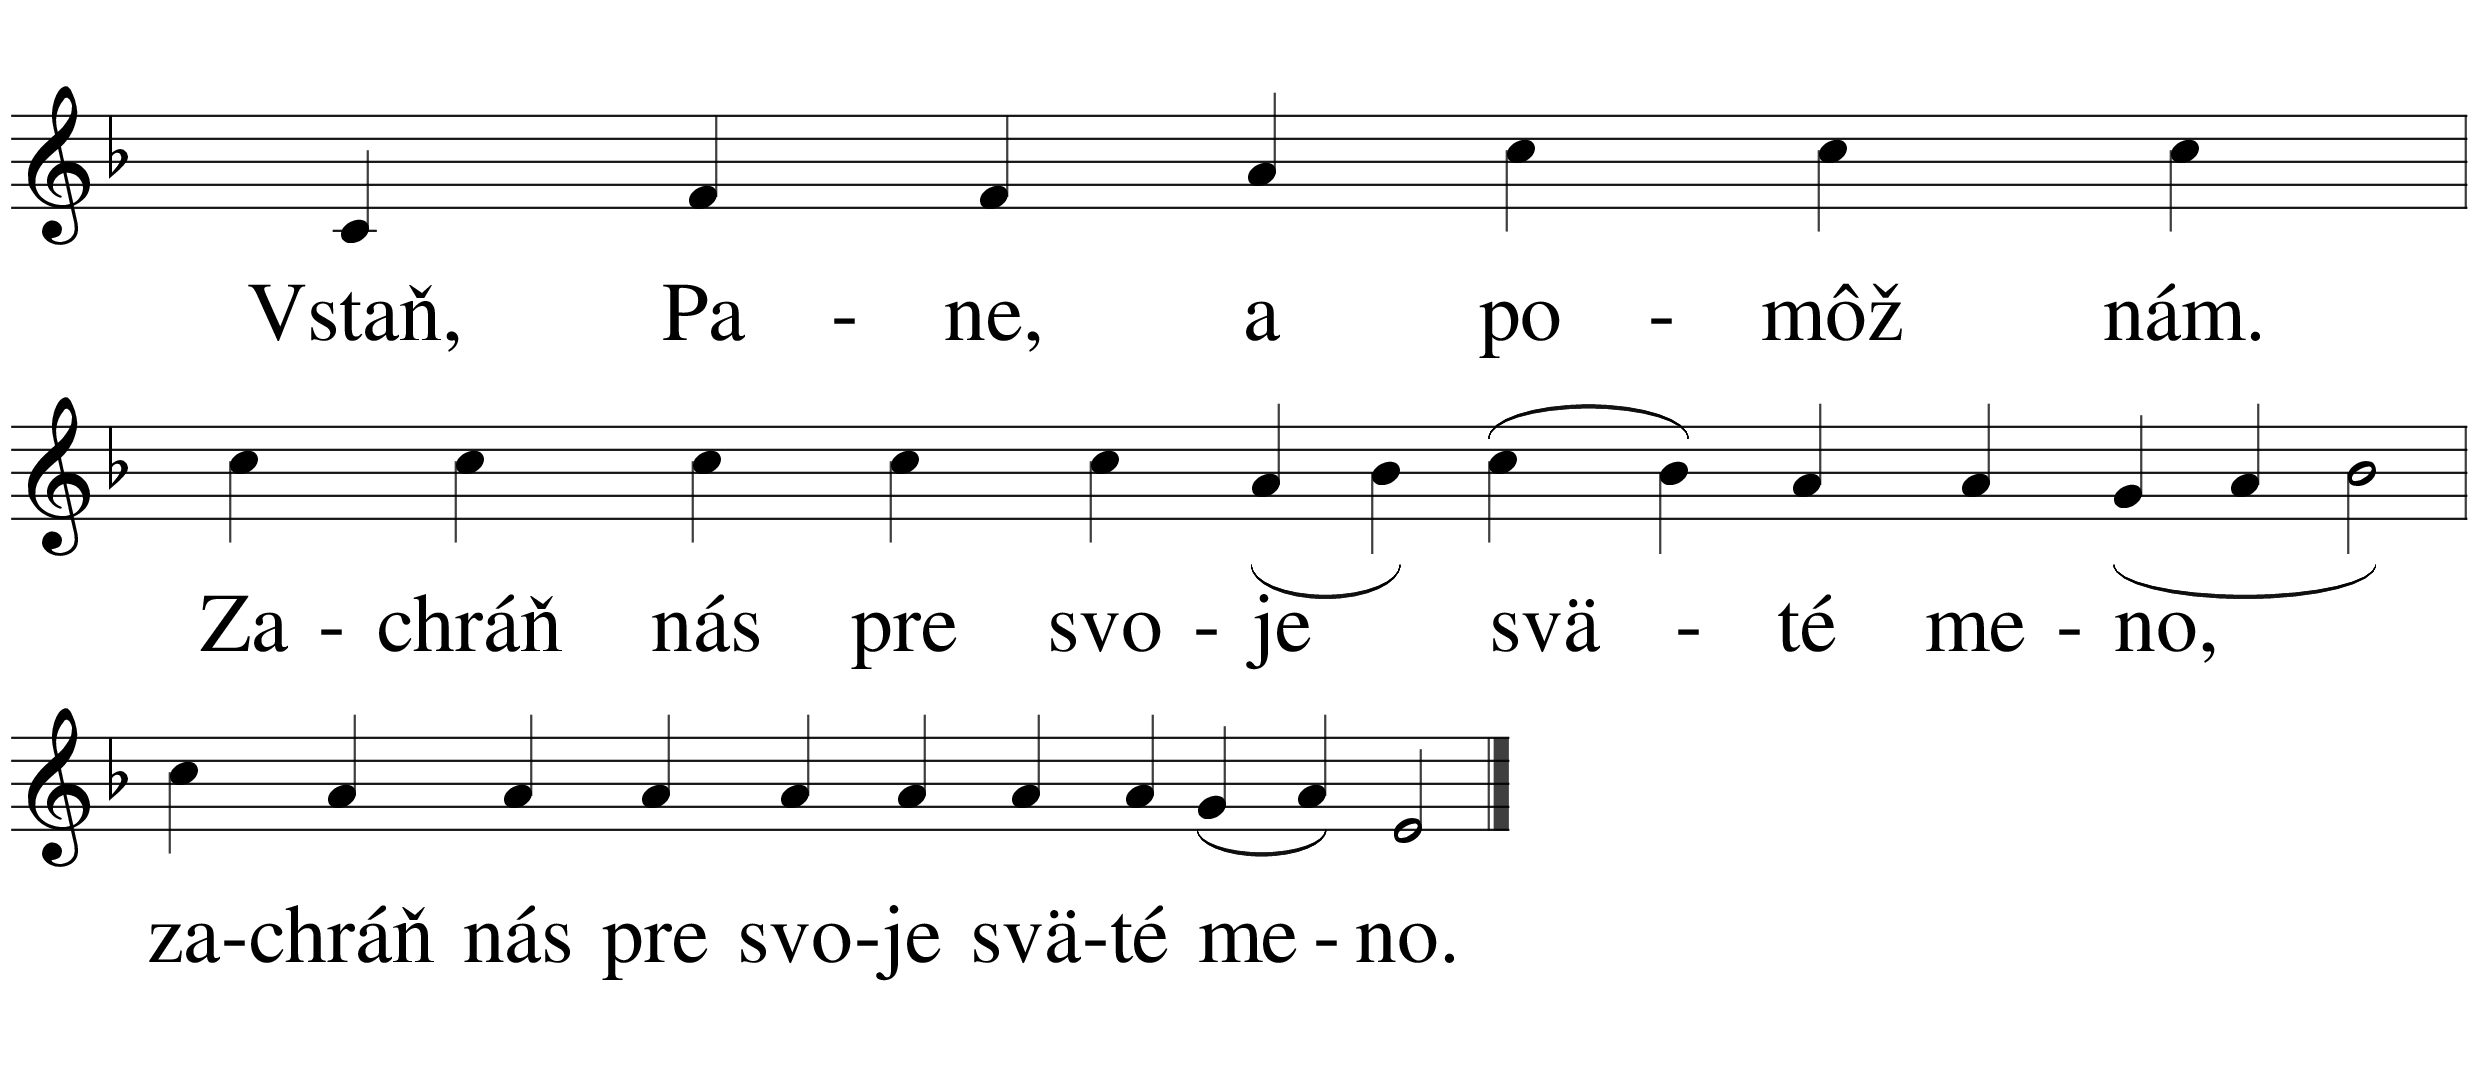 Vstaň, Pa - ne, a po - môž nám.
Za - chráň nás pre svo - je svä - té me - no,
za-chráň nás pre svo-je svä-té me - no.